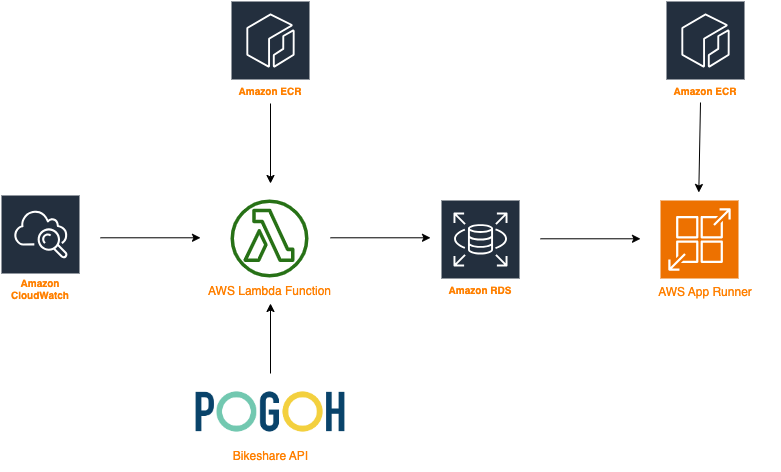 Amazon ECR
Amazon ECR
Amazon
CloudWatch
AWS Lambda Function
Amazon RDS
AWS App Runner
POGOH
Bikeshare API